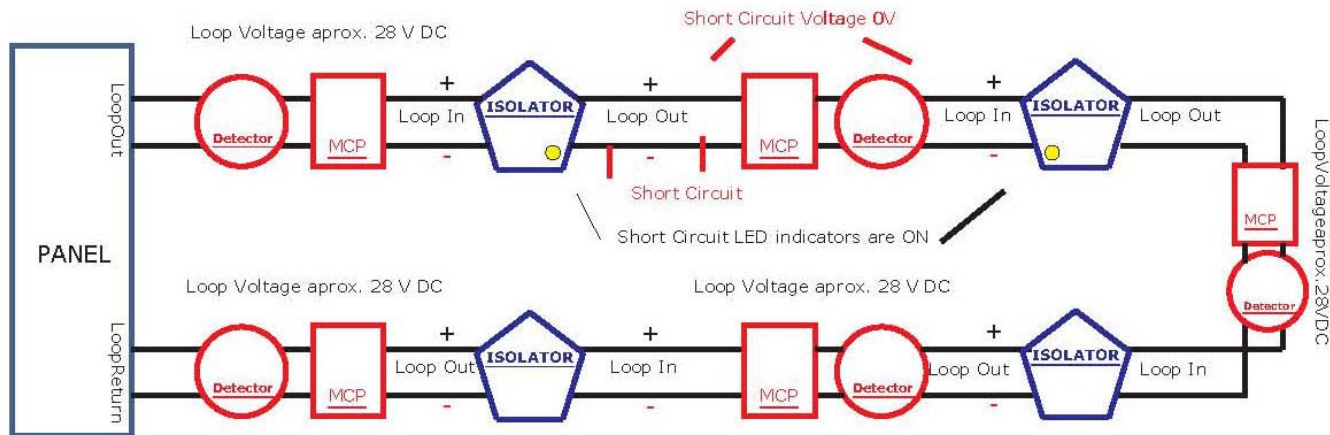 Short Circuit Voltage 0V
Loop Voltage aprox. 28 V DC
LoopOut
Detector
MCP
+
Loop In
-
ISOLATOR
+
Loop Out
-
Short Circuit
MCP
Detector
+
Loop In
-
ISOLATOR
Loop Out
LoopVoltageaprox.28VDC
MCP
Detector
Short Circuit LED indicators are ON
PANEL
Loop Voltage aprox. 28 V DC
Loop Voltage aprox. 28 V DC
LoopReturn
Detector
MCP
+
Loop Out
-
ISOLATOR
+
Loop In
-
MCP
Detector
+
Loop Out
-
ISOLATOR
Loop In